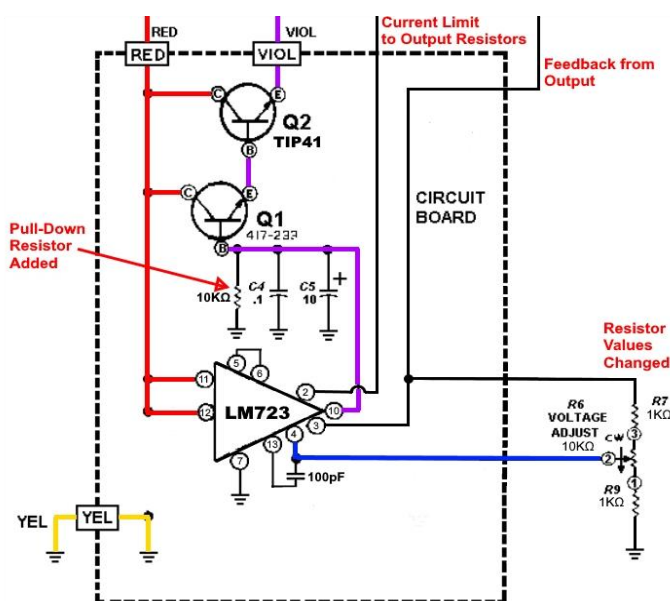 Current Limit
to Output Resistors
RED
VIOL
RED
VIOL
Feedback from
Output
C
E
Q2
TIP41
B
C
E
CIRCUIT
BOARD
Q1
417-233
B
Pull-Down
Resistor
Added
C4
.1
C5
10
+
10KΩ
Resistor
Values
Changed
5
6
11
2
R6
VOLTAGE
ADJUST
10KΩ
R7
1KΩ
12
LM723
10
3
3
CW
4
13
2
7
100pF
1
R9
1KΩ
YEL
YEL